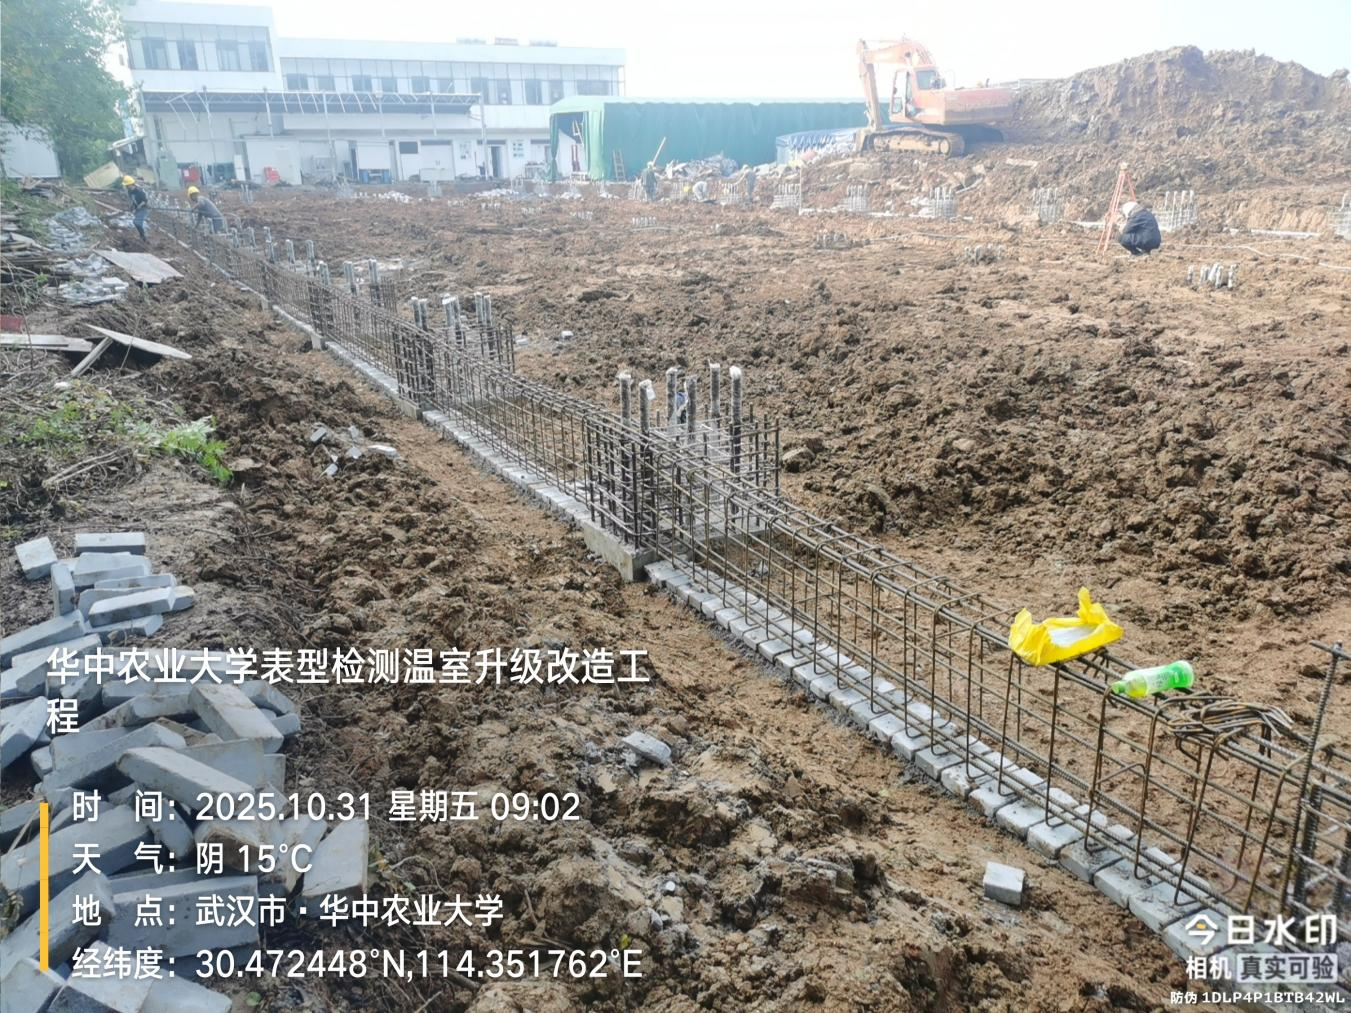 华中农业大学表型检测温室升级改造工
程
时 间：2025.10.31 星期五 09:02
天 气：阴 15℃
地 点：武汉市·华中农业大学
经纬度：30.472448°N,114.351762°E
今日水印
相机 真实可验
防伪 1DLP4P1BTB42WL